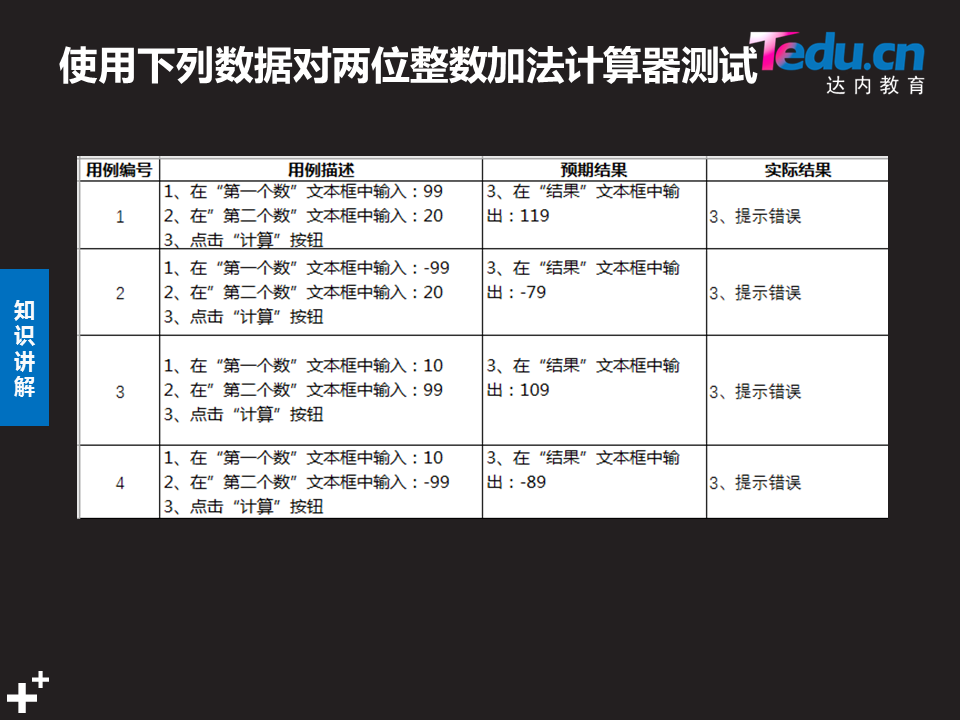 使用下列数据对两位整数加法计算器测试
Tedu.cn
达内教育
知识讲解
用例编号 用例描述 预期结果 实际结果
1
1、在“第一个数”文本框中输入：99
2、在”第二个数”文本框中输入：20
3、点击“计算”按钮
3、在“结果”文本框中输
出：119
3、提示错误
2
1、在“第一个数”文本框中输入：-99
2、在”第二个数”文本框中输入：20
3、点击“计算”按钮
3、在“结果”文本框中输
出：-79
3、提示错误
3
1、在“第一个数”文本框中输入：10
2、在”第二个数”文本框中输入：99
3、点击“计算”按钮
3、在“结果”文本框中输
出：109
3、提示错误
4
1、在“第一个数”文本框中输入：10
2、在”第二个数”文本框中输入：-99
3、点击“计算”按钮
3、在“结果”文本框中输
出：-89
3、提示错误